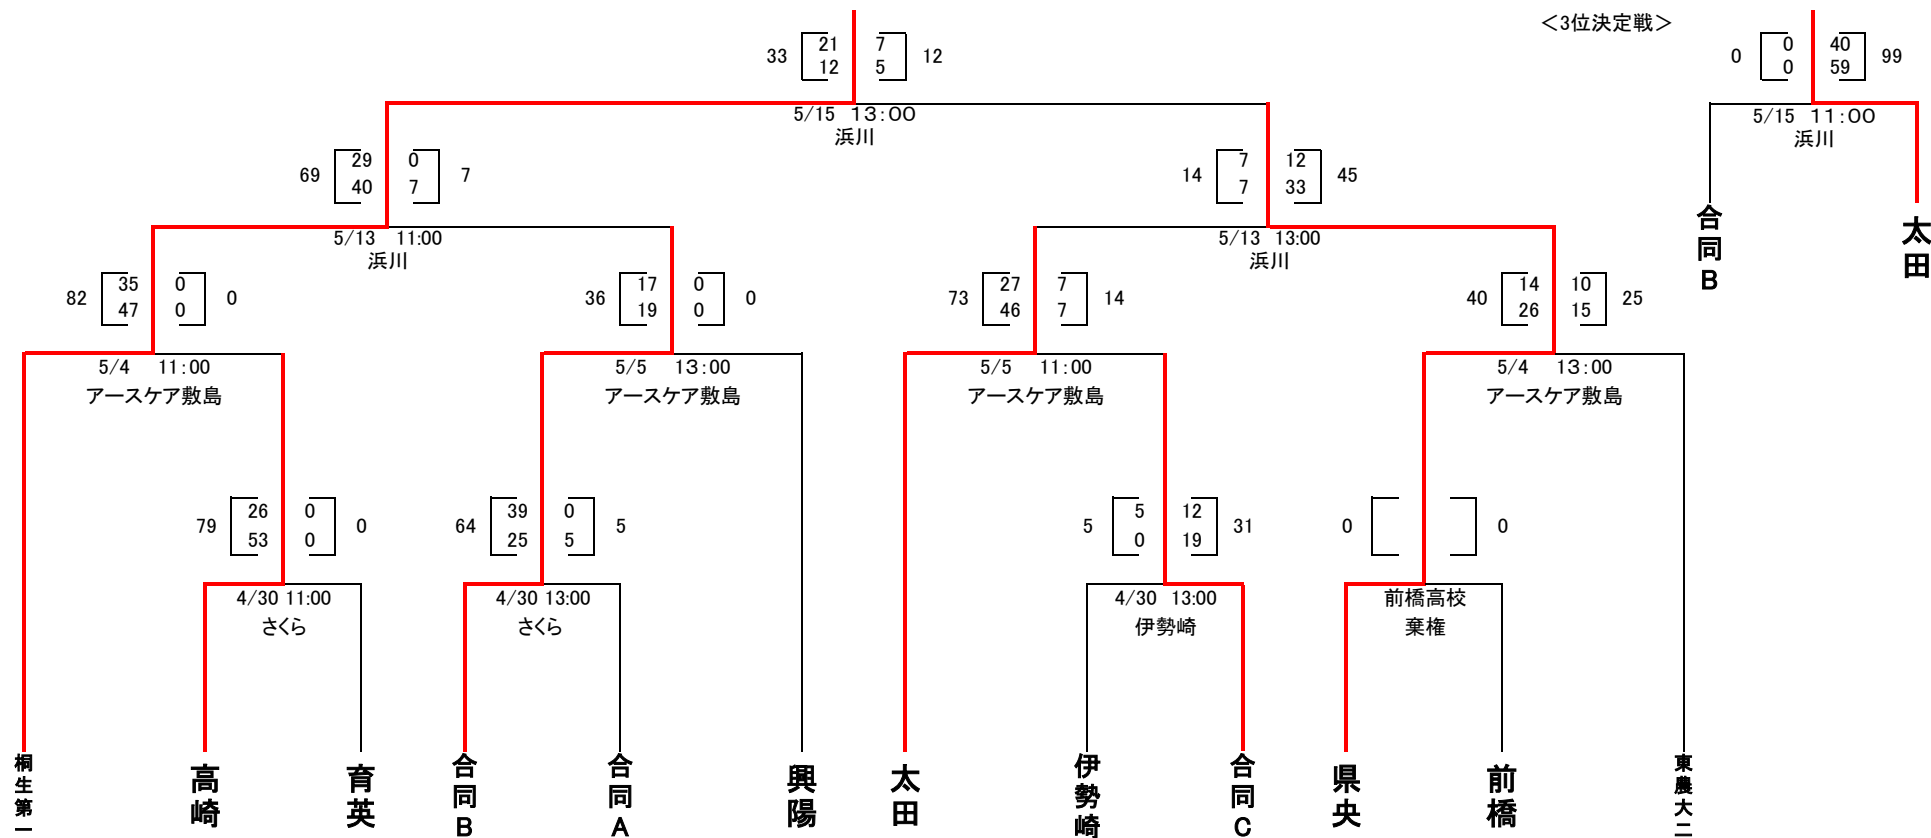 ＜3位決定戦＞
33 21 7 12
12 5
5/15 13:00
浜川
0 0 40 99
0 59
5/15 11:00
浜川
69 29 0 7
40 7
5/13 11:00
浜川
14 7 12 45
7 33
5/13 13:00
浜川
合同B
太田
82 35 0 0
47 0
5/4 11:00
アースケア敷島
36 17 0 0
19 0
5/5 13:00
アースケア敷島
73 27 7 14
46 7
5/5 11:00
アースケア敷島
40 14 10 25
26 15
5/4 13:00
アースケア敷島
79 26 0 0
53 0
4/30 11:00
さくら
64 39 0 5
25 5
4/30 13:00
さくら
5 5 12 31
0 19
4/30 13:00
伊勢崎
0 0
前橋高校
棄権
桐生第一
高崎
育英
合同B
合同A
興陽
太田
伊勢崎
合同C
県央
前橋
東農大二